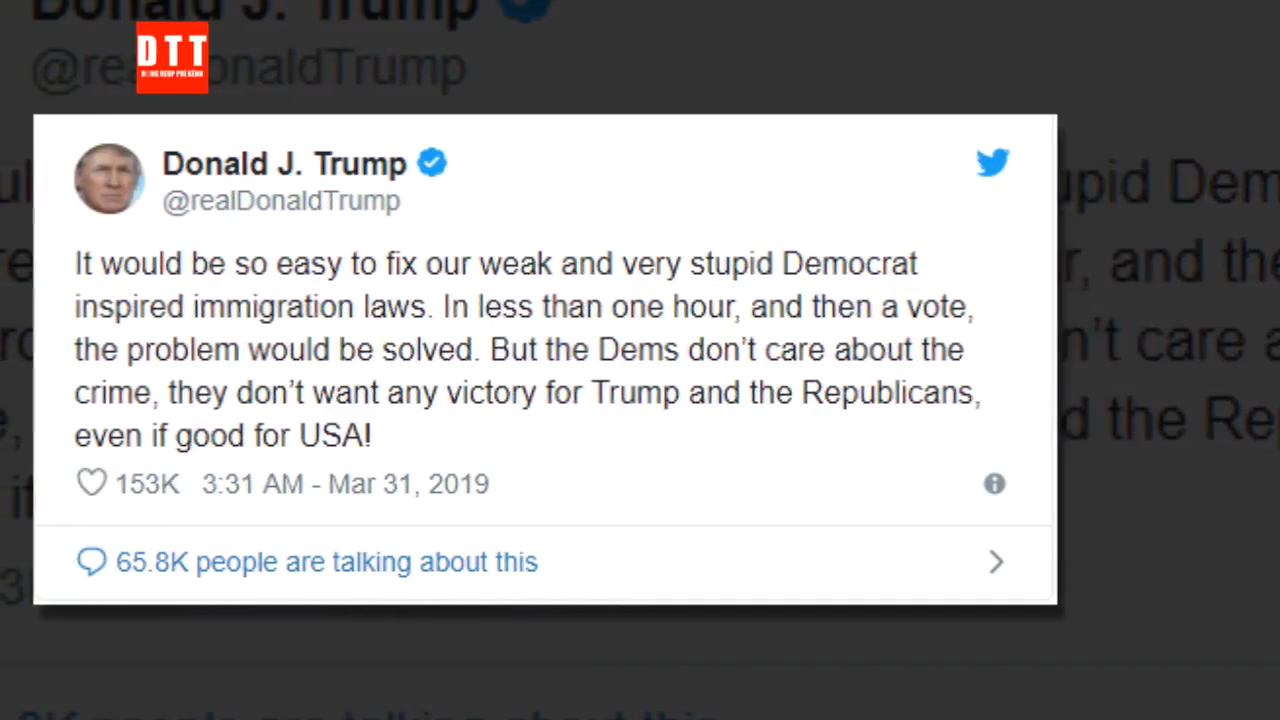 Donald J. Trump
@realDonaldTrump
DTT
Donald J. Trump
@realDonaldTrump
It would be so easy to fix our weak and very stupid Democrat
inspired immigration laws. In less than one hour, and then a vote,
the problem would be solved. But the Dems don’t care about the
crime, they don’t want any victory for Trump and the Republicans,
even if good for USA!
153K 3:31 AM - Mar 31, 2019
65.8K people are talking about this